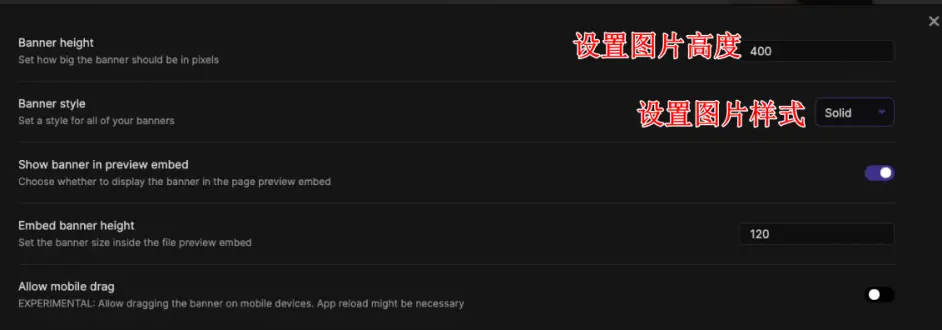 Banner height
设置图片高度
400
Set how big the banner should be in pixels
Banner style
设置图片样式
Solid
Set a style for all of your banners
Show banner in preview embed
Choose whether to display the banner in the page preview embed
Embed banner height
120
Set the banner size inside the file preview embed
Allow mobile drag
EXPERIMENTAL: Allow dragging the banner on mobile devices. App reload might be necessary